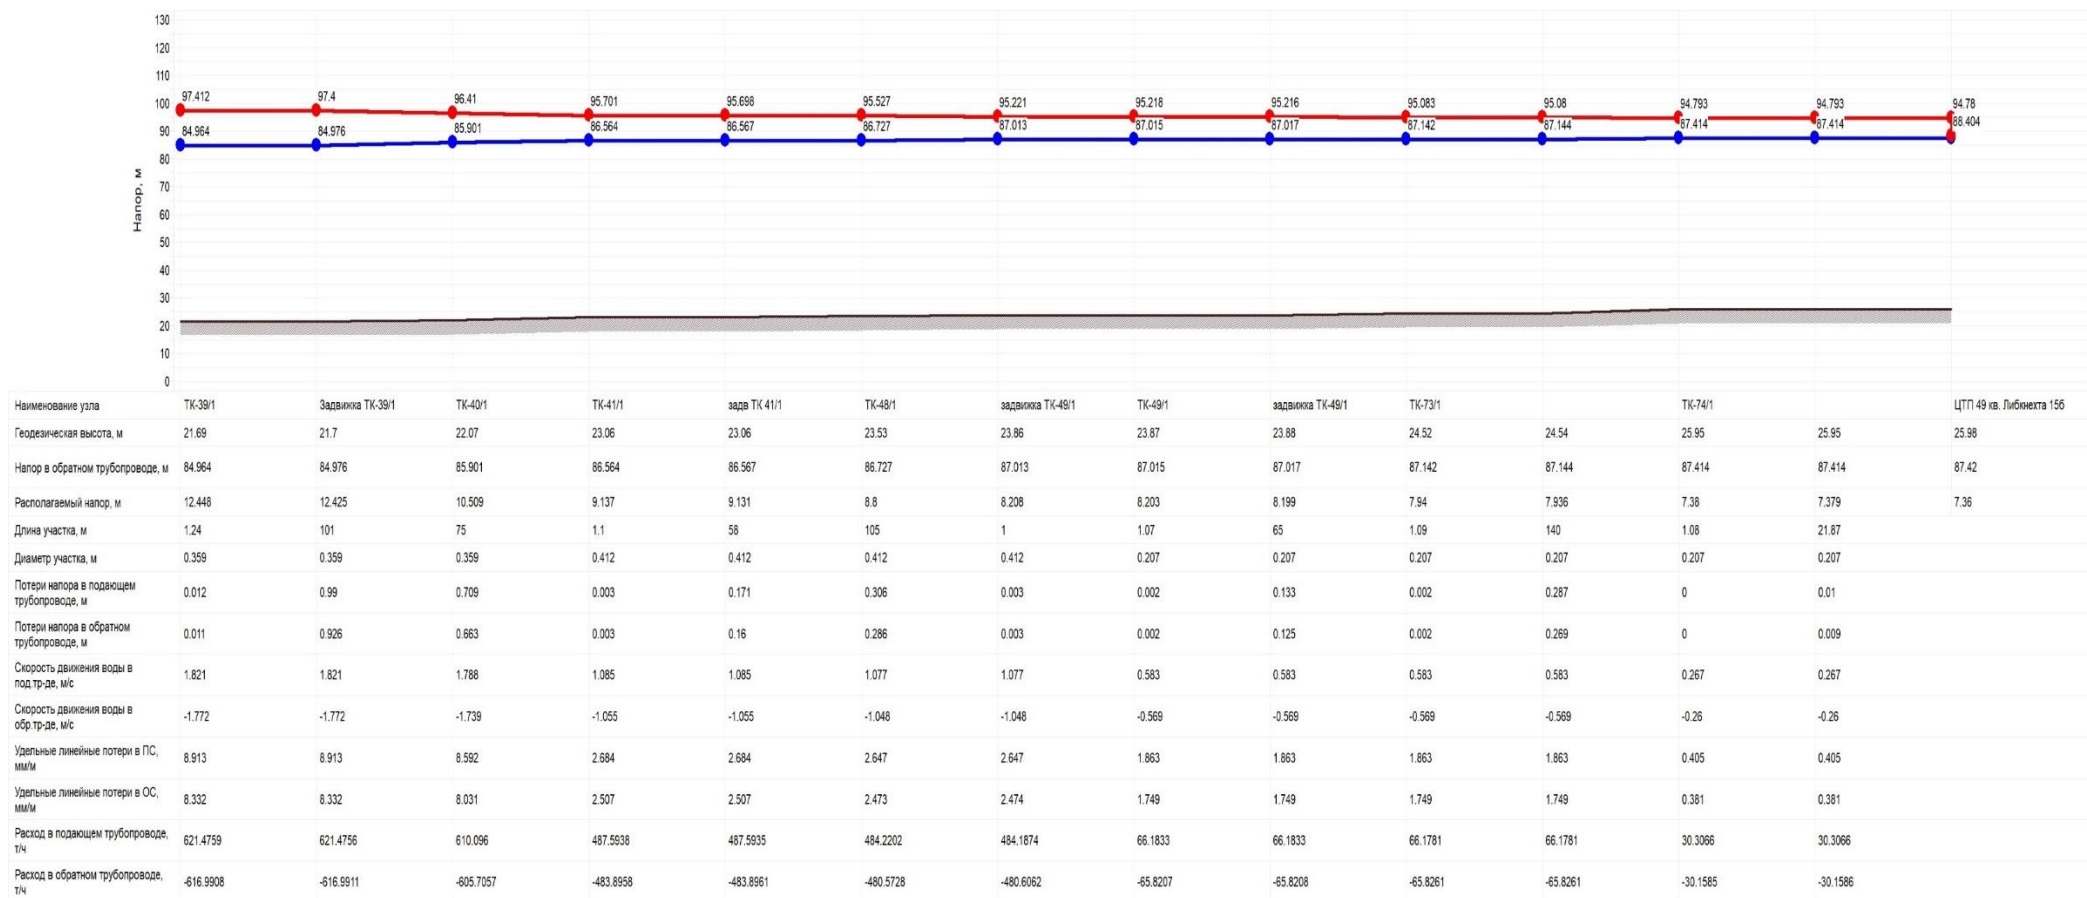 130
120
110
100
90
80
70
60
50
40
30
20
10
0
Напор, м
97.412 97.4 96.41 95.701 95.698 95.527 95.221 95.218 95.216 95.083 95.08 94.793 94.793 94.78
84.964 84.976 85.901 86.564 86.567 86.727 87.013 87.015 87.017 87.142 87.144 87.414 87.414 88.404
Наименование узла ТК-39/1 Задвижка ТК-39/1 ТК-40/1 ТК-41/1 задв ТК 41/1 ТК-48/1 задвижка ТК-49/1 ТК-49/1 задвижка ТК-49/1 ТК-73/1 ТК-74/1 ЦТП 49 кв. Либкнехта 15б
Геодезическая высота, м 21.69 21.7 22.07 23.06 23.06 23.53 23.86 23.87 23.88 24.52 24.54 25.95 25.95 25.98
Напор в обратном трубопроводе, м 84.964 84.976 85.901 86.564 86.567 86.727 87.013 87.015 87.017 87.142 87.144 87.414 87.414 87.42
Располагаемый напор, м 12.448 12.425 10.509 9.137 9.131 8.8 8.208 8.203 8.199 7.94 7.936 7.38 7.379 7.36
Длина участка, м 1.24 101 75 1.1 58 105 1 1.07 65 1.09 140 1.08 21.87
Диаметр участка, м 0.359 0.359 0.359 0.412 0.412 0.412 0.412 0.207 0.207 0.207 0.207 0.207 0.207
Потери напора в подающем
трубопроводе, м 0.012 0.99 0.709 0.003 0.171 0.306 0.003 0.002 0.133 0.002 0.287 0 0.01
Потери напора в обратном
трубопроводе, м 0.011 0.926 0.663 0.003 0.16 0.286 0.003 0.002 0.125 0.002 0.269 0 0.009
Скорость движения воды в
под.тр-де, м/с 1.821 1.821 1.788 1.085 1.085 1.077 1.077 0.583 0.583 0.583 0.583 0.267 0.267
Скорость движения воды в
обр.тр-де, м/с -1.772 -1.772 -1.739 -1.055 -1.055 -1.048 -1.048 -0.569 -0.569 -0.569 -0.569 -0.26 -0.26
Удельные линейные потери в ПС,
мм/м 8.913 8.913 8.592 2.684 2.684 2.647 2.647 1.863 1.863 1.863 1.863 0.405 0.405
Удельные линейные потери в ОС,
мм/м 8.332 8.332 8.031 2.507 2.507 2.473 2.474 1.749 1.749 1.749 1.749 0.381 0.381
Расход в подающем трубопроводе,
т/ч 621.4759 621.4756 610.096 487.5938 487.5935 484.2202 484.1874 66.1833 66.1833 66.1781 66.1781 30.3066 30.3066
Расход в обратном трубопроводе,
т/ч -616.9908 -616.9911 -605.7057 -483.8958 -483.8961 -480.5728 -480.6062 -65.8207 -65.8208 -65.8261 -65.8261 -30.1585 -30.1586